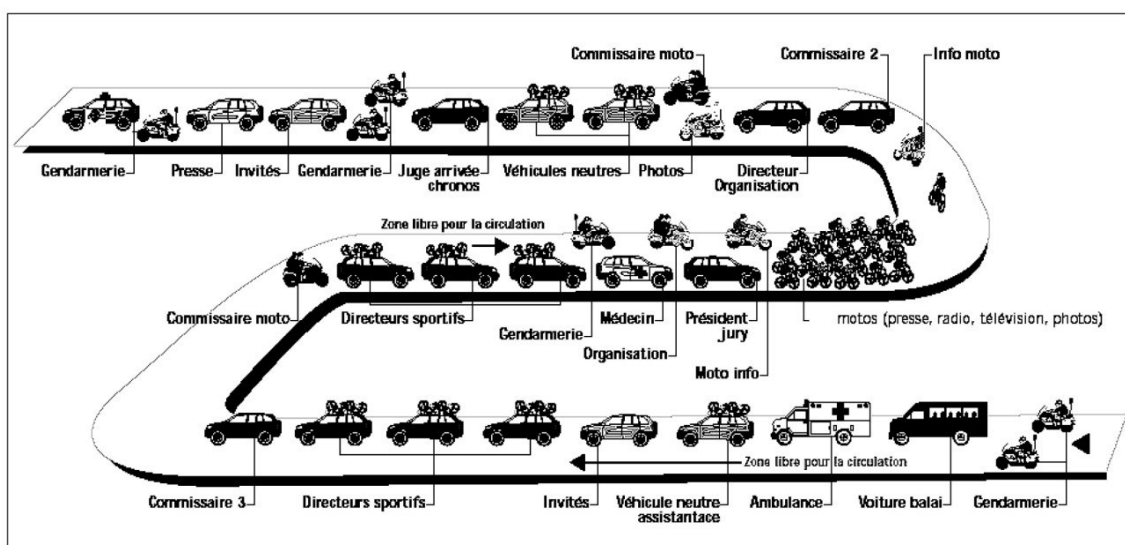 Commissaire moto
Commissaire 2
Info moto
Gendarmerie
Presse
Invités
Gendarmerie
Juge arrivée
chronos
Véhicules neutres
Photos
Directeur
Organisation
Zone libre pour la circulation
Commissaire moto
Directeurs sportifs
Gendarmerie
Médecin
Organisation
Président
jury
Moto info
motos (presse, radio, télévision, photos)
Zone libre pour la circulation
Commissaire 3
Directeurs sportifs
Invités
Véhicule neutre
assistantace
Ambulance
Voiture balai
Gendarmerie